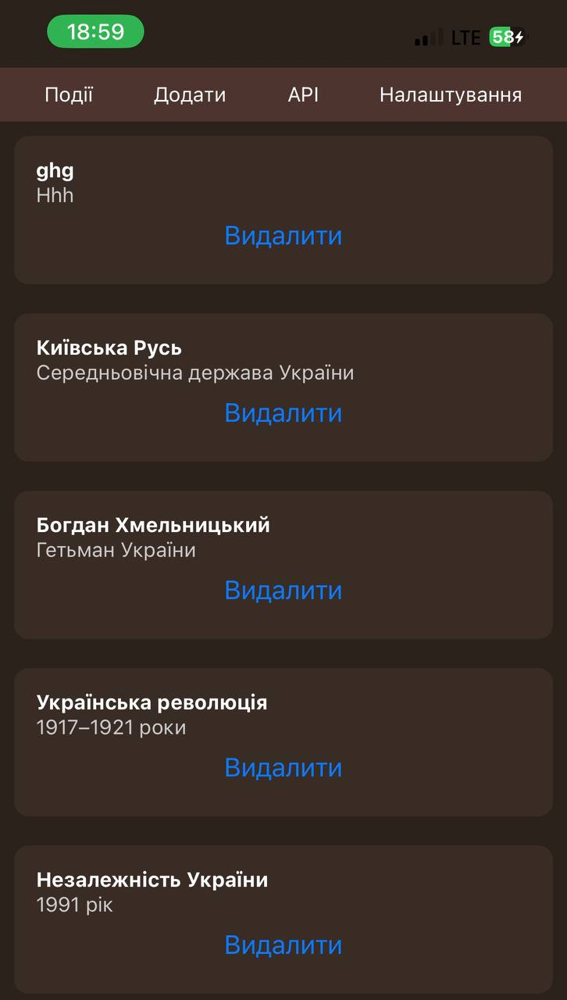 18:59 LTE 58
Події Додати API Налаштування
ghg
Hhh
Видалити
Київська Русь
Середньовічна держава України
Видалити
Богдан Хмельницький
Гетьман України
Видалити
Українська революція
1917–1921 роки
Видалити
Незалежність України
1991 рік
Видалити